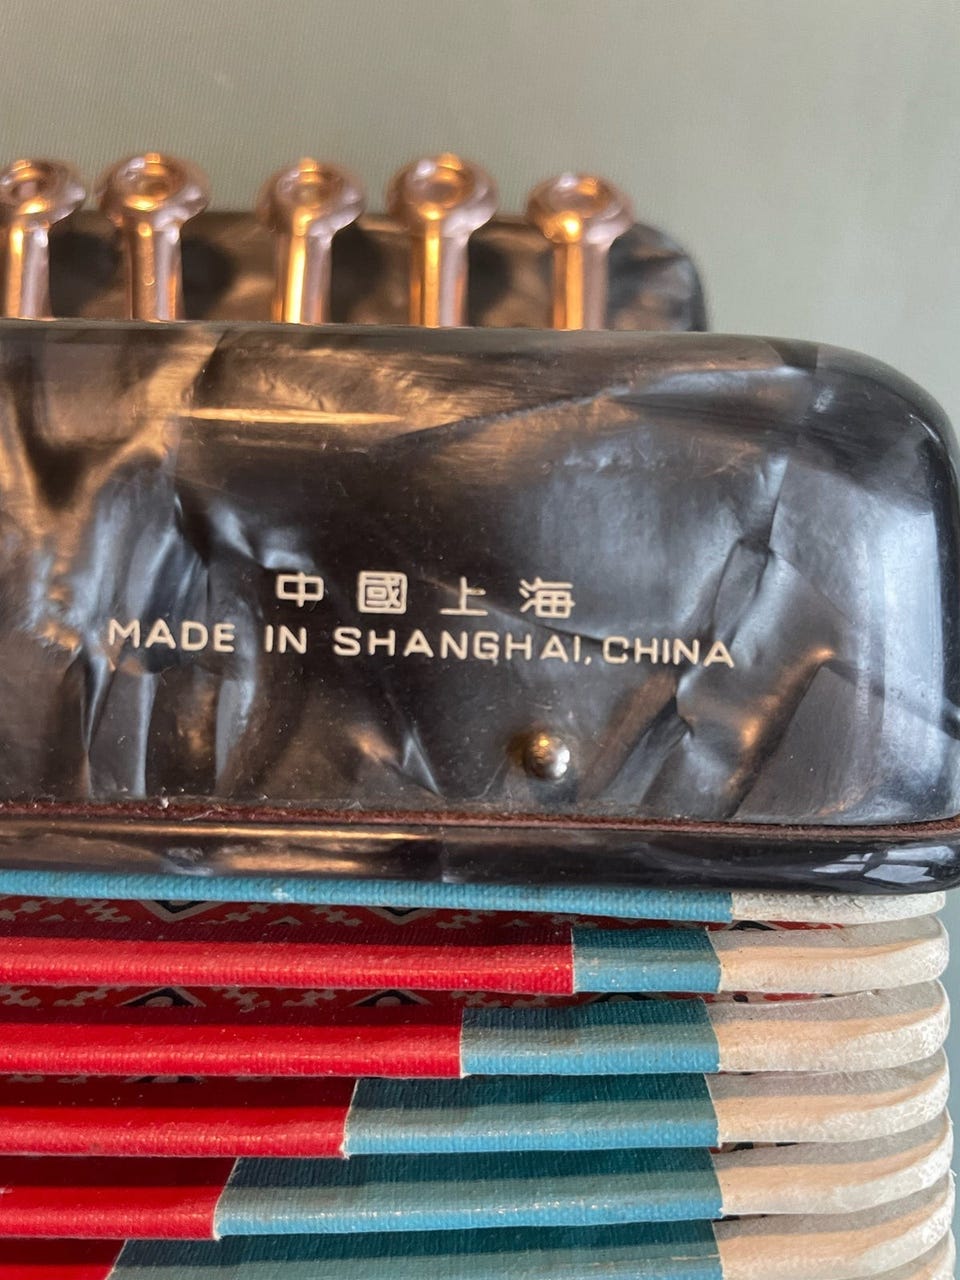 中國上海
MADE IN SHANGHAI, CHINA